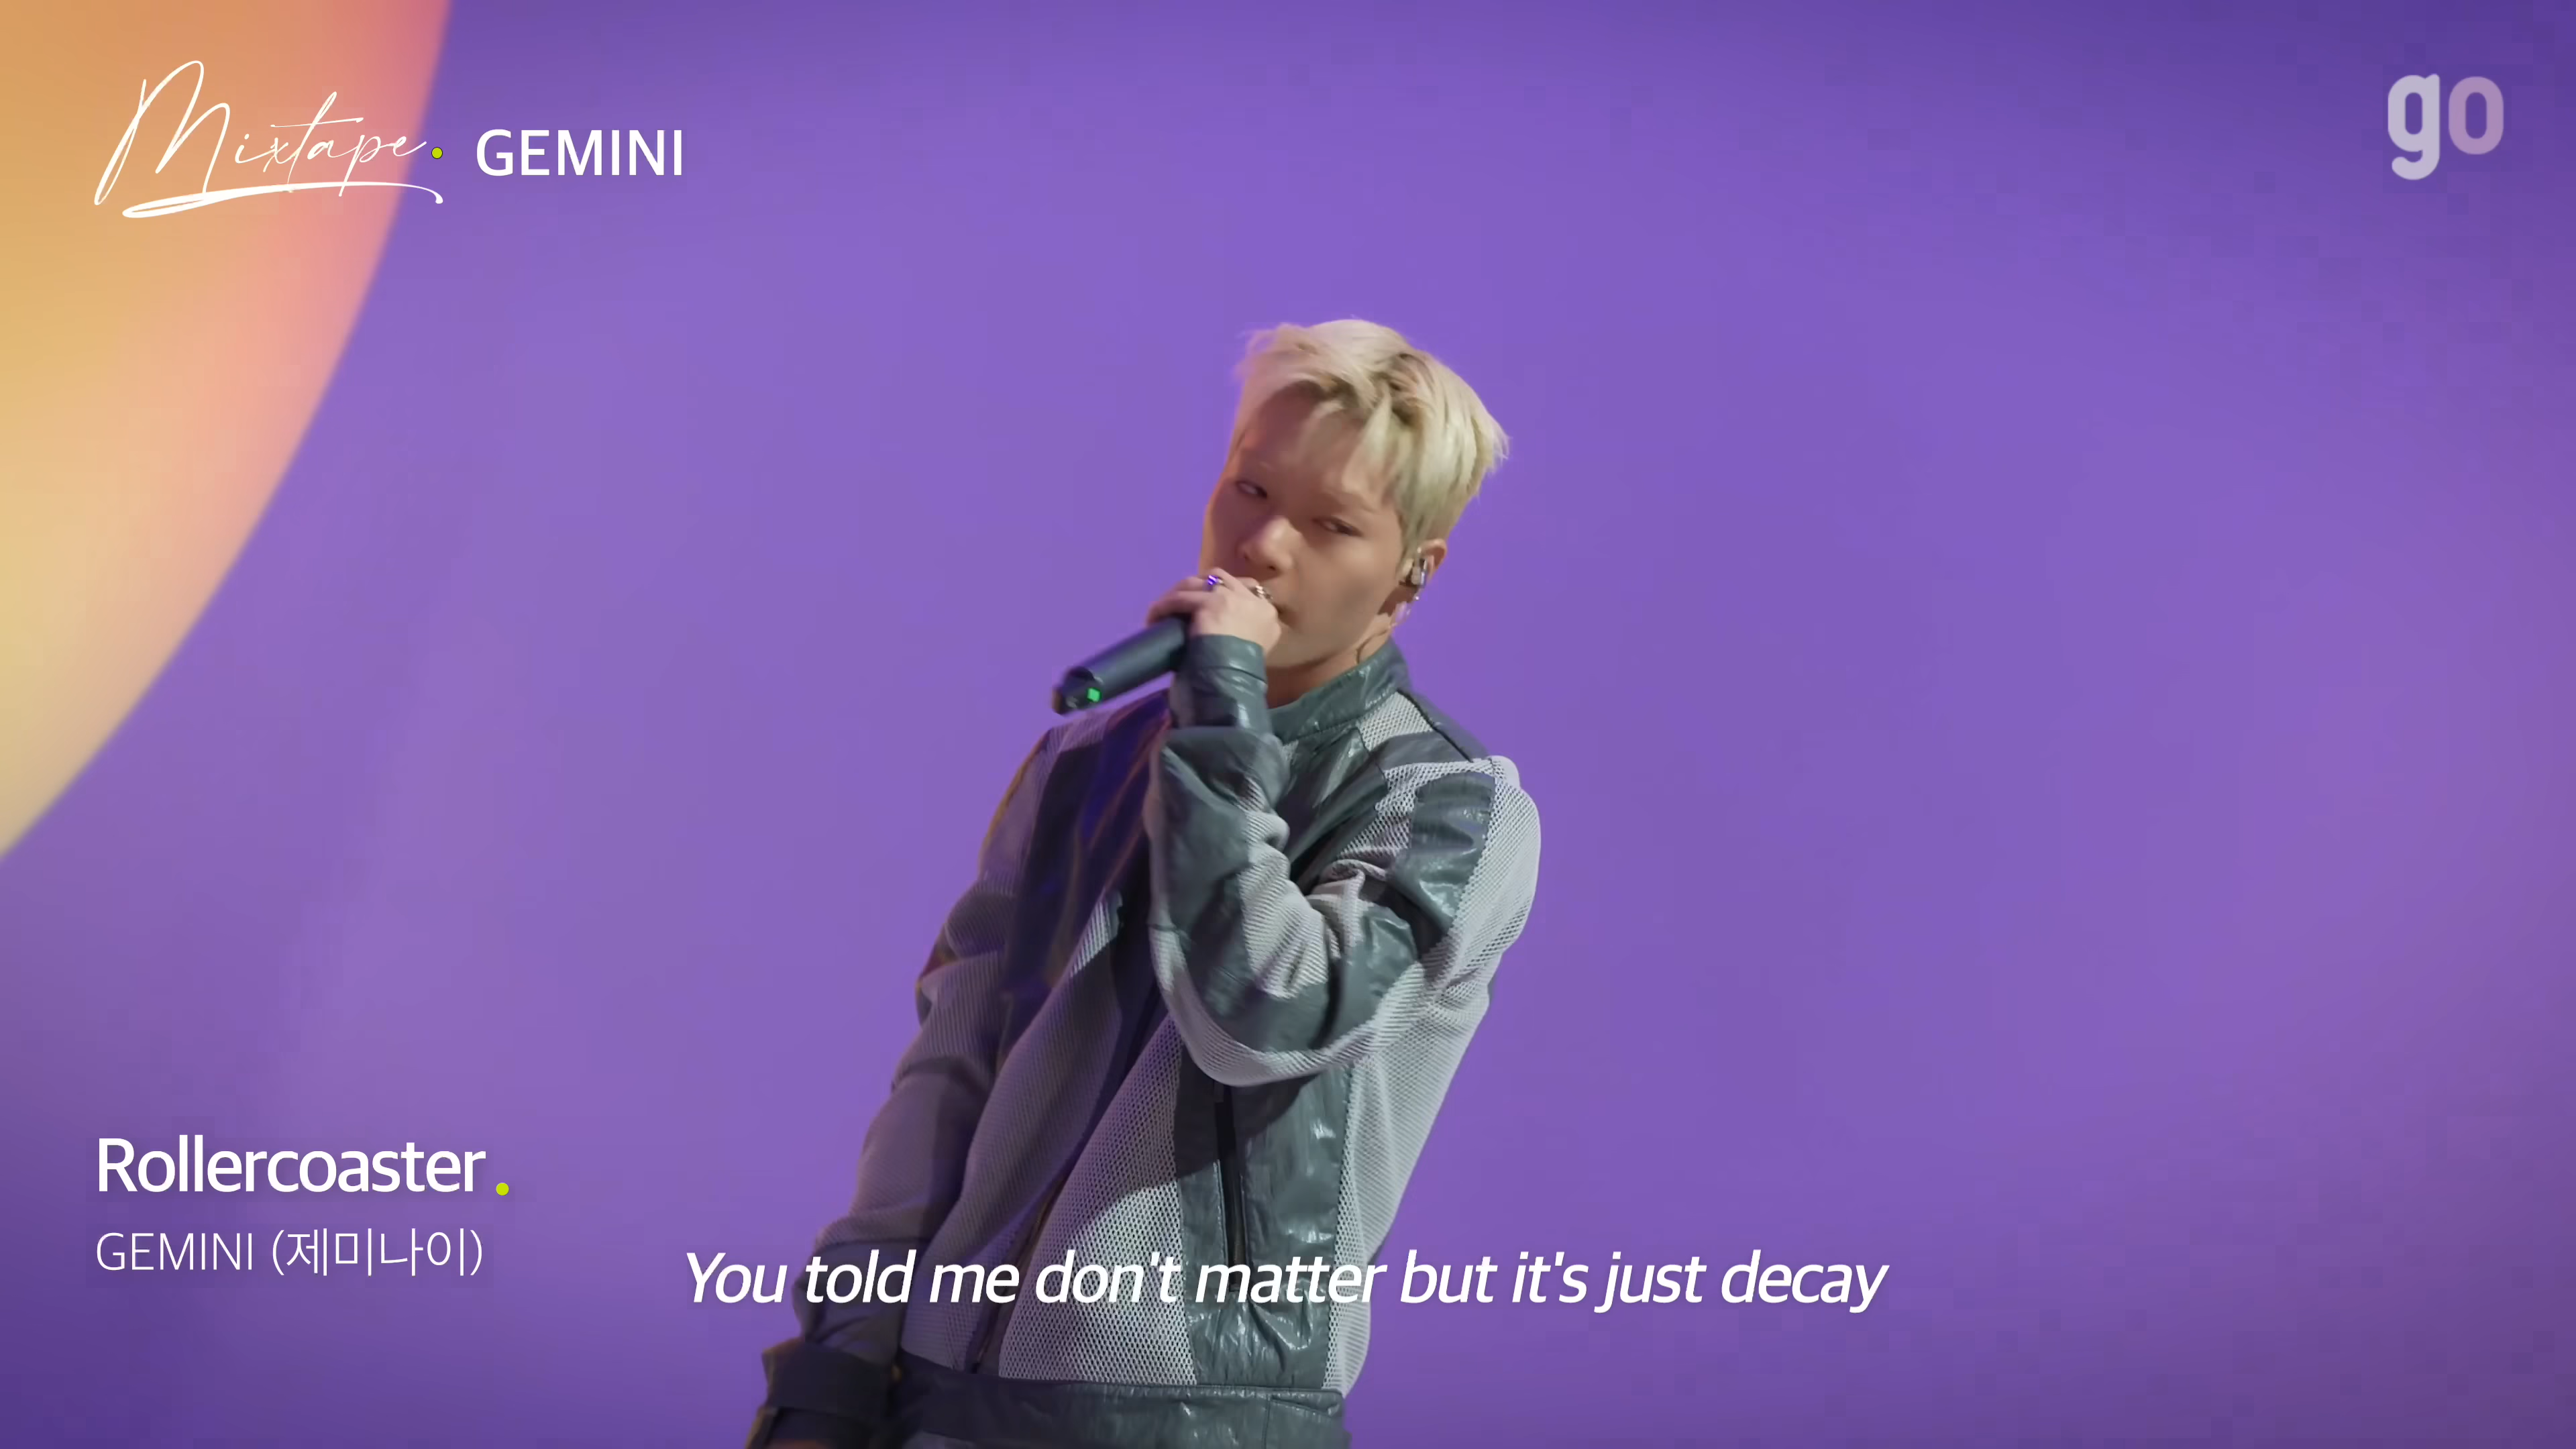 Mixtape. GEMINI
go
Rollercoaster.
GEMINI (제미나이)
You told me don't matter but it's just decay